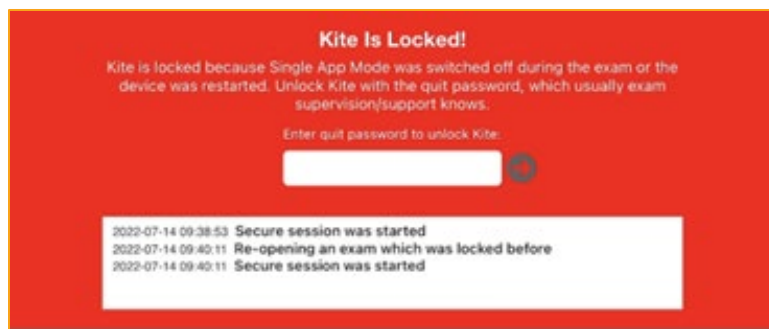 Kite Is Locked!
Kite is locked because Single App Mode was switched off during the exam or the
device was restarted. Unlock Kite with the quit password, which usually exam
supervision/support knows.
Enter quit password to unlock Kite:
2022-07-14 09:38:53 Secure session was started
2022-07-14 09:40:11 Re-opening an exam which was locked before
2022-07-14 09:40:11 Secure session was started